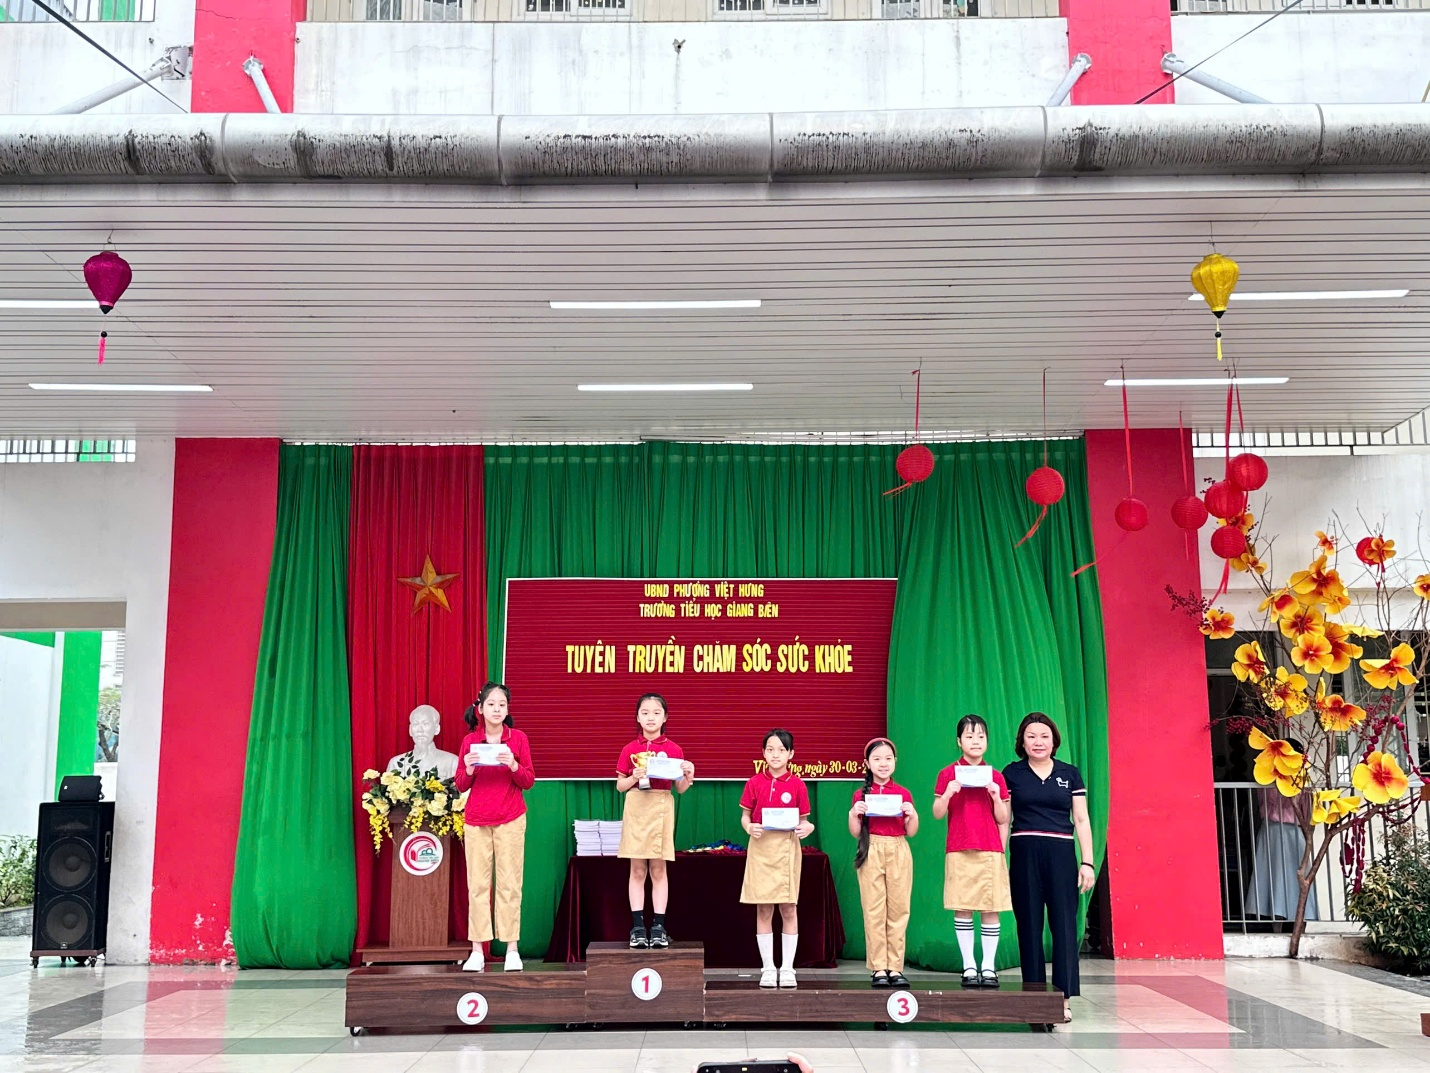 UBND PHƯỜNG VIỆT HƯNG
TRƯỜNG TIỂU HỌC GIANG BIÊN
TUYÊN TRUYỀN CHĂM SÓC SỨC KHỎE
ngày 30-03-
2
1
3